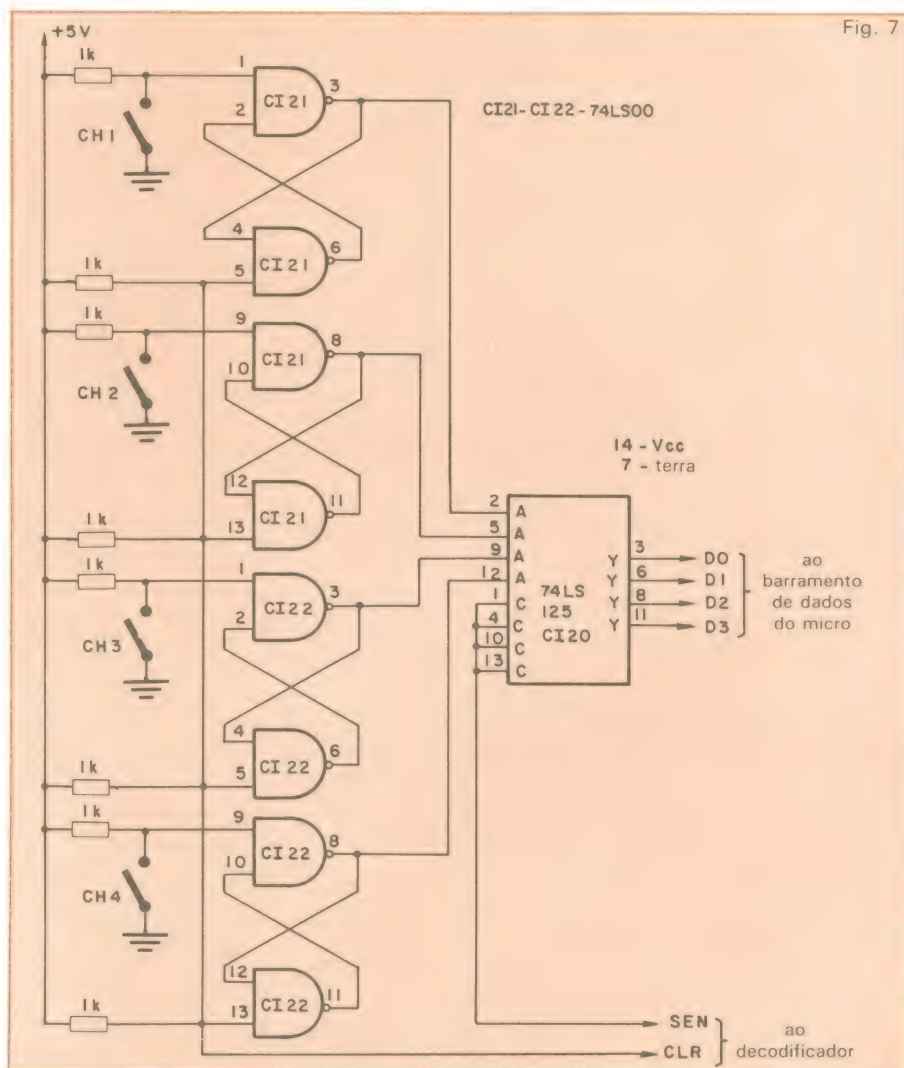 Fig. 7
+5V
1k
1
3
CI21
2
CH 1
CI21-CI22-74LS00
4
6
CI21
5
1k
1k
9
8
CI21
10
CH 2
12
11
CI21
13
1k
1k
1
3
CI22
2
CH3
4
6
CI22
5
1k
1k
9
8
CI22
10
CH4
12
11
CI22
13
1k
14 - Vcc
7 - terra
2 A
5 A
9 A
12 A
1 C
4 C
10 C
13 C
74LS
125
CI20
Y 3 D0
Y 6 D1
Y 8 D2
Y 11 D3
ao
barramento
de dados
do micro
SEN
CLR
ao
decodificador